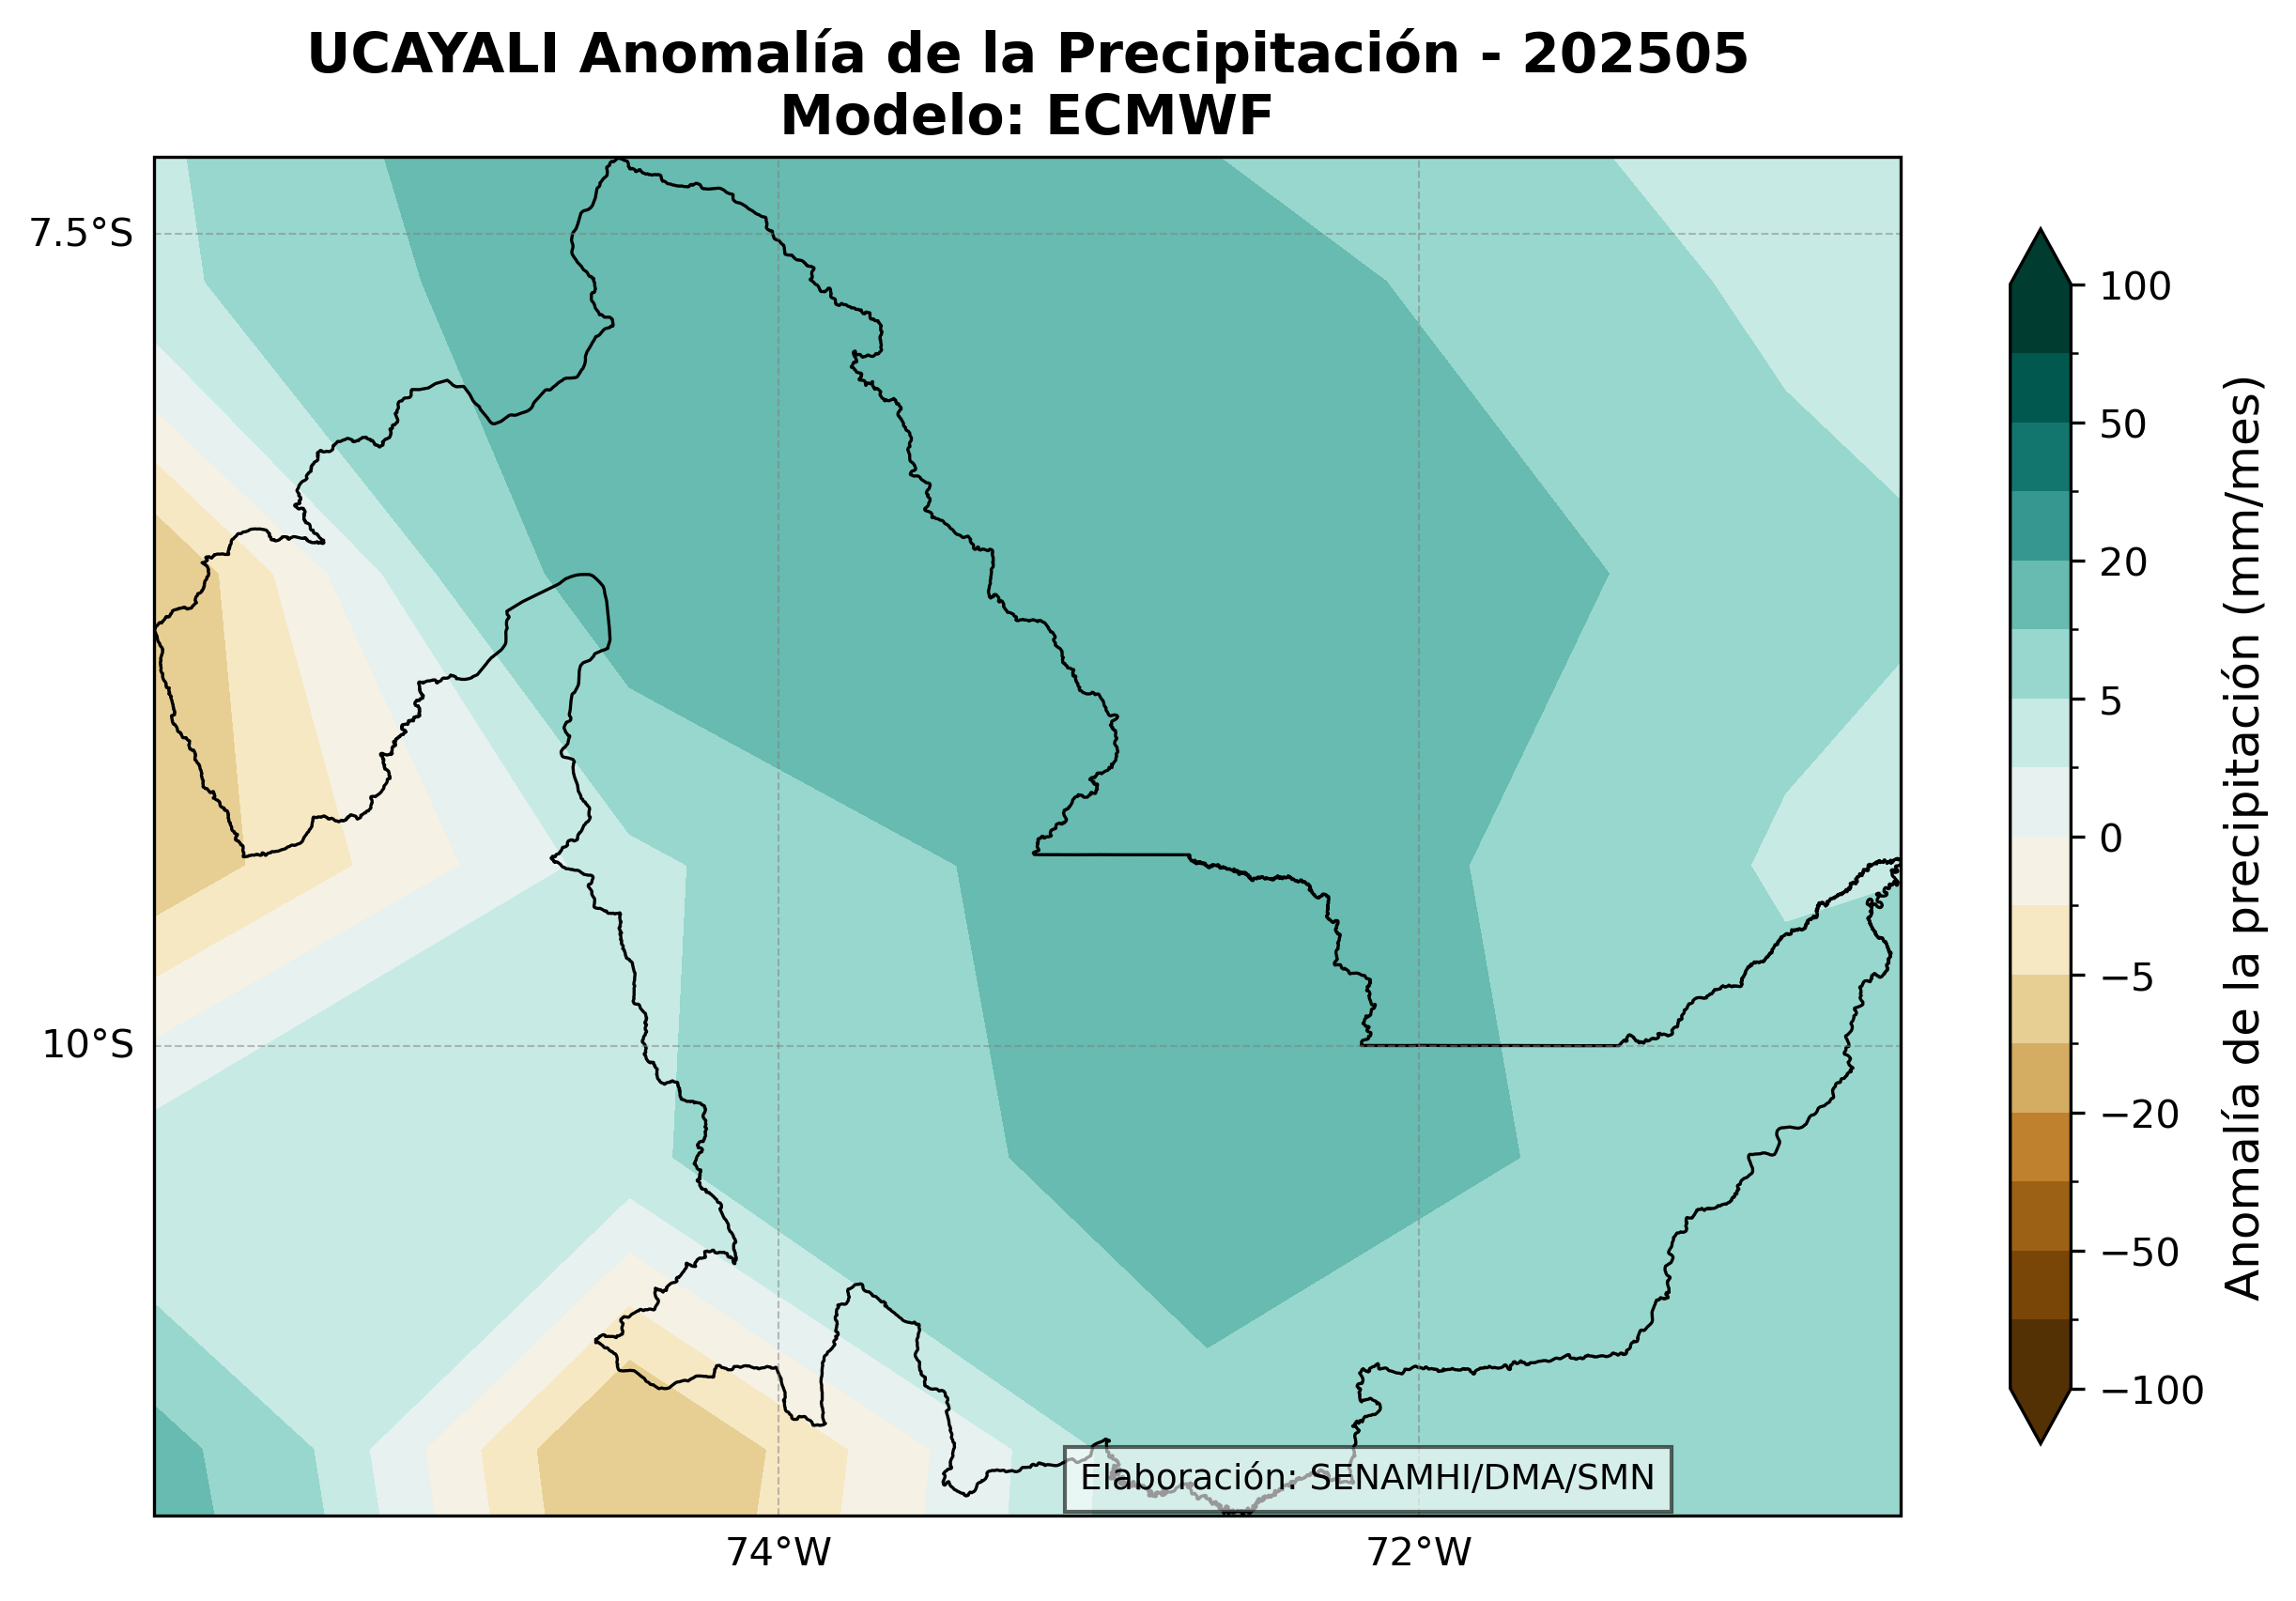 UCAYALI Anomalía de la Precipitación - 202505
Modelo: ECMWF
7.5°S
10°S
74°W
72°W
Elaboración: SENAMHI/DMA/SMN
100
50
20
5
0
−5
−20
−50
−100
Anomalía de la precipitación (mm/mes)